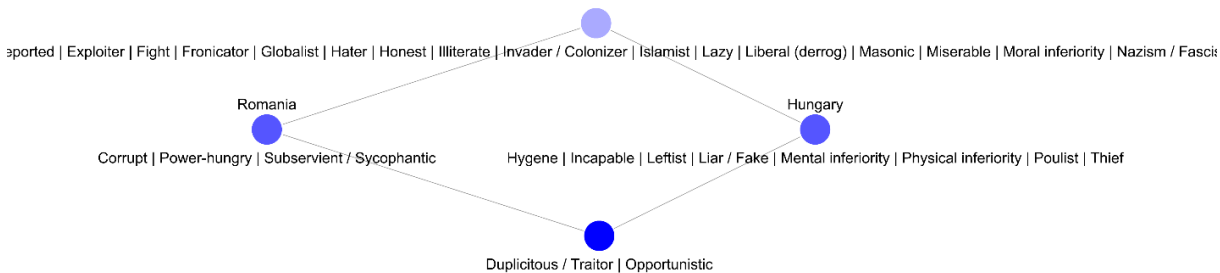 eported | Exploiter | Fight | Fronicator | Globalist | Hater | Honest | Illiterate | Invader / Colonizer | Islamist | Lazy | Liberal (derrog) | Masonic | Miserable | Moral inferiority | Nazism / Fascis
Romania
Hungary
Corrupt | Power-hungry | Subservient / Sycophantic
Hygene | Incapable | Leftist | Liar / Fake | Mental inferiority | Physical inferiority | Poulist | Thief
Duplicitous / Traitor | Opportunistic